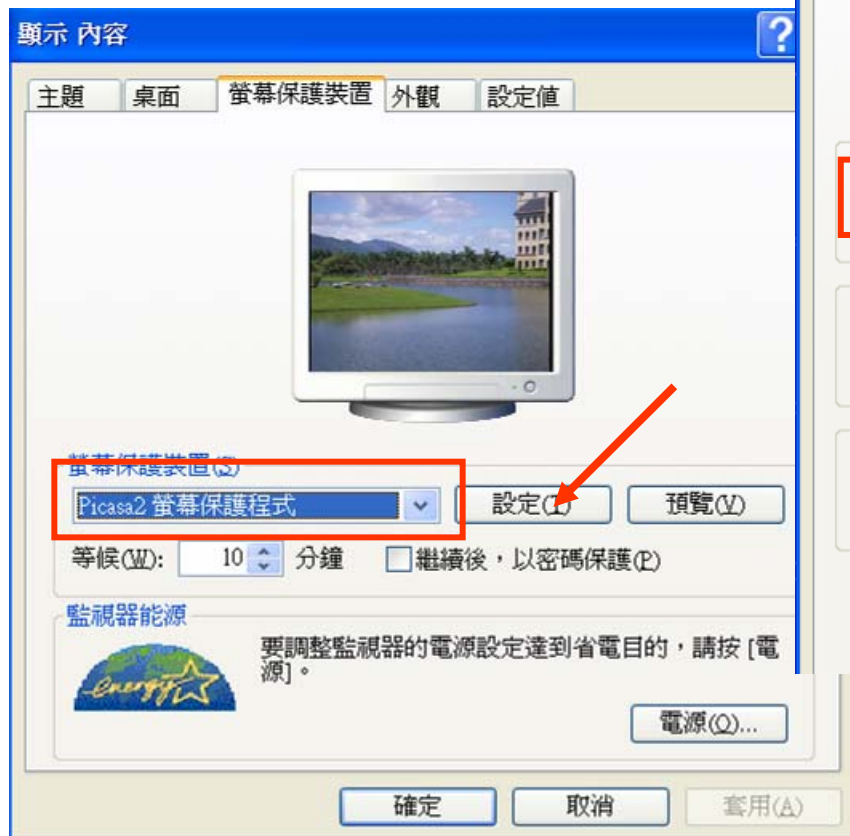 顯示 內容
?
主題 桌面 螢幕保護裝置 外觀 設定值
螢幕保護裝置(S)
Picasa2 螢幕保護程式 設定(T) 預覽(V)
等候(W): 10 分鐘 繼續後，以密碼保護(P)
監視器能源
energy
要調整監視器的電源設定達到省電目的，請按 [電
源]。
電源(O)...
確定 取消 套用(A)